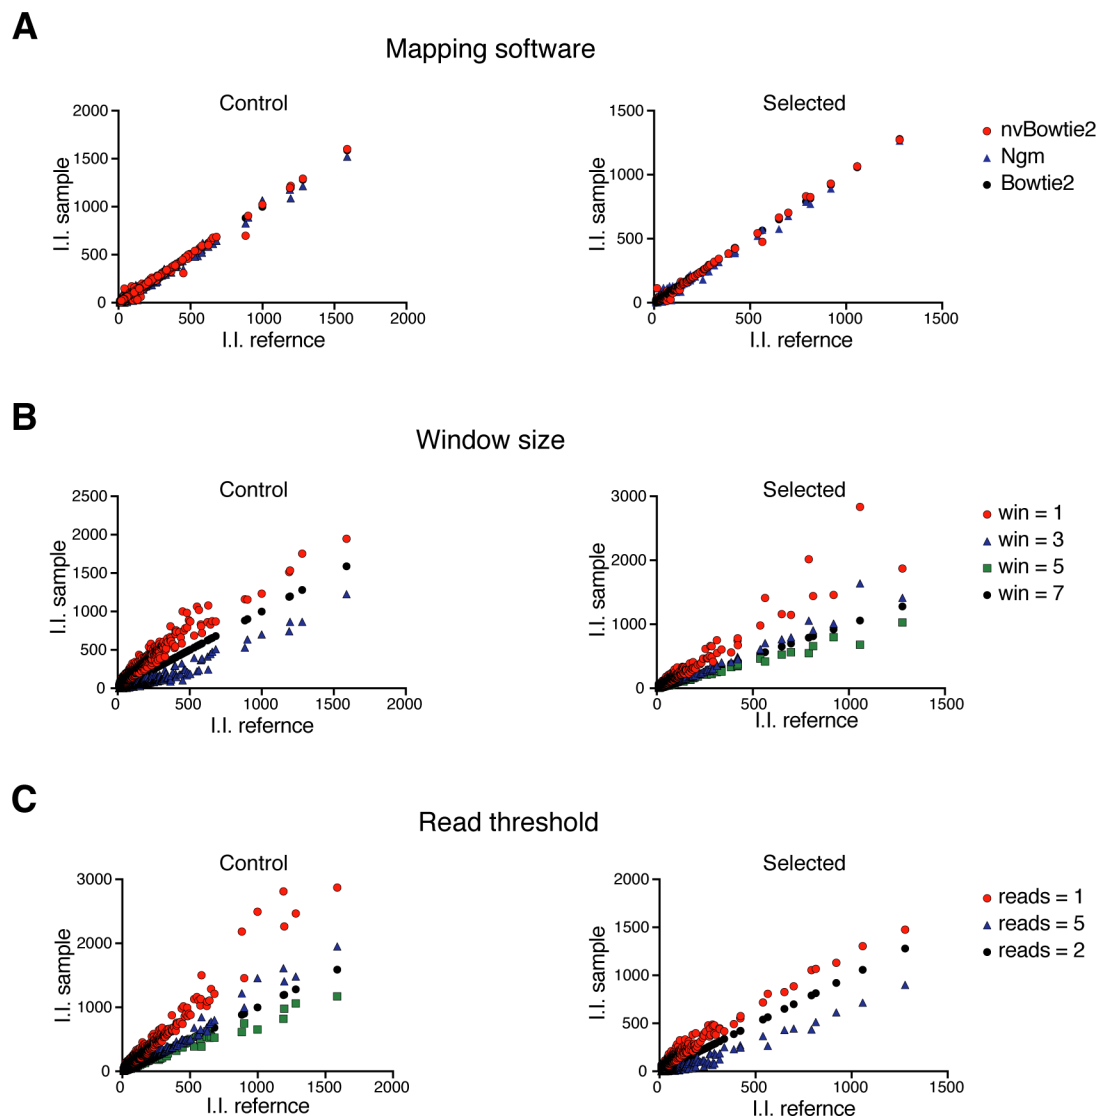 A
Mapping software
Control
Selected
2000
1500
1000
500
0
I.I. sample
0 500 1000 1500 2000
I.I. refernce
1500
1000
500
0
I.I. sample
0 500 1000 1500
I.I. refernce
nvBowtie2
Ngm
Bowtie2
B
Window size
Control
Selected
2500
2000
1500
1000
500
0
I.I. sample
0 500 1000 1500 2000
I.I. refernce
3000
2000
1000
0
I.I. sample
0 500 1000 1500
I.I. refernce
win = 1
win = 3
win = 5
win = 7
C
Read threshold
Control
Selected
3000
2000
1000
0
I.I. sample
0 500 1000 1500 2000
I.I. refernce
2000
1500
1000
500
0
I.I. sample
0 500 1000 1500
I.I. refernce
reads = 1
reads = 5
reads = 2